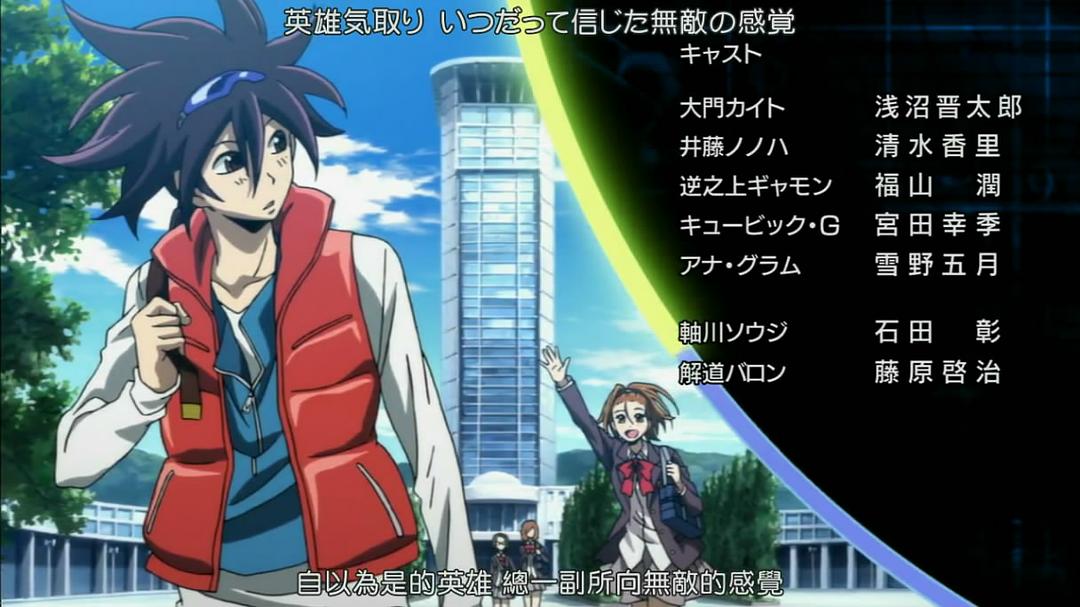 英雄気取り いつだって信じた無敵の感覚
キャスト
大門カイト 浅沼晋太郎
井藤ノノハ 清水香里
逆之上ギャモン 福山 潤
キュービック・G 宮田幸季
アナ・グラム 雪野五月
軸川ソウジ 石田 彰
解道バロン 藤原啓治
自以為是的英雄 總一副所向無敵的感覺